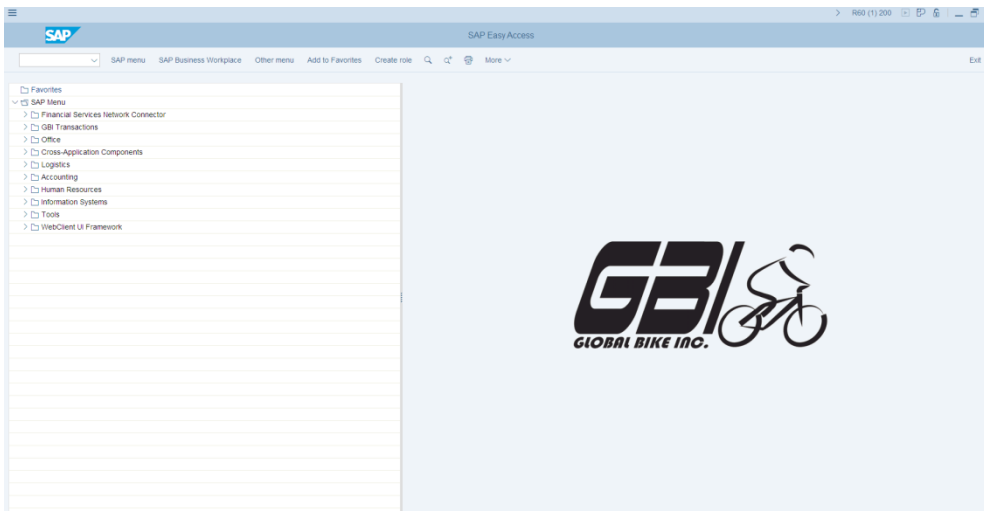 R60 (1) 200
SAP
SAP Easy Access
SAP menu SAP Business Workplace Other menu Add to Favorites Create role More Exit
Favorites
SAP Menu
Financial Services Network Connector
GBI Transactions
Office
Cross-Application Components
Logistics
Accounting
Human Resources
Information Systems
Tools
WebClient UI Framework
GBI
GLOBAL BIKE INC.